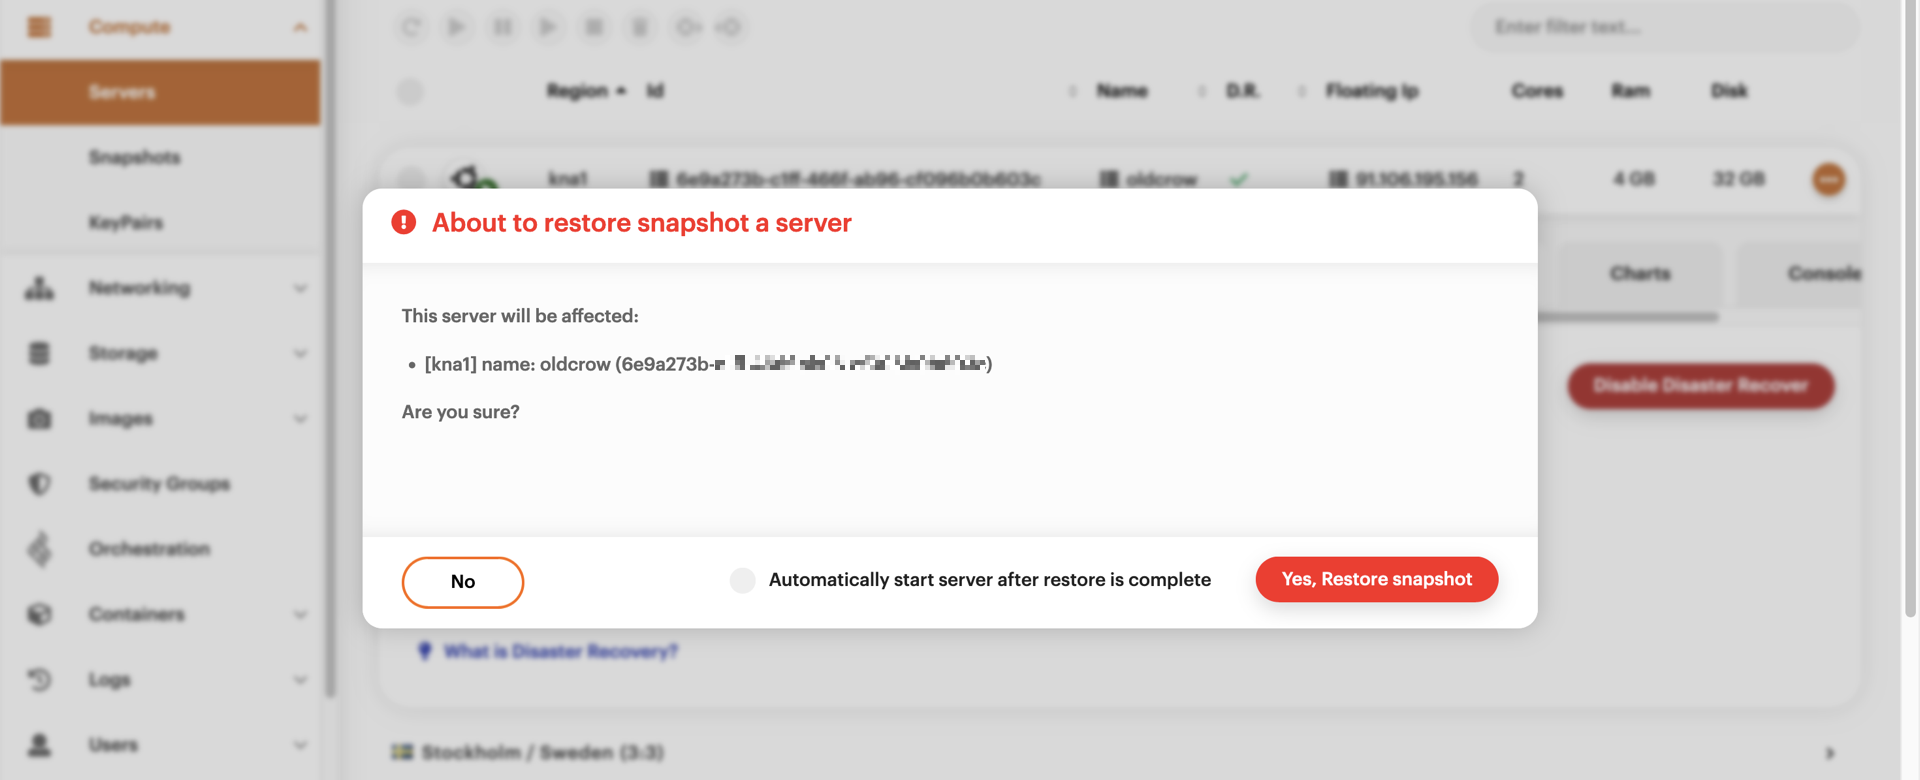 Compute
Servers
Snapshots
KeyPairs
Networking
Storage
Images
Security Groups
Orchestration
Containers
Logs
Users
Enter filter text...
Region Id Name D.R. Floating Ip Cores Ram Disk
kna1 6e9a273b-c1ff-466f-ab96-cf096b0b603c oldcrow 91.106.195.156 2 4 GB 32 GB
About to restore snapshot a server
Charts Console
This server will be affected:
• [kna1] name: oldcrow (6e9a273b- )
Disable Disaster Recover
Are you sure?
No Automatically start server after restore is complete Yes, Restore snapshot
What is Disaster Recovery?
Stockholm / Sweden (3:3)